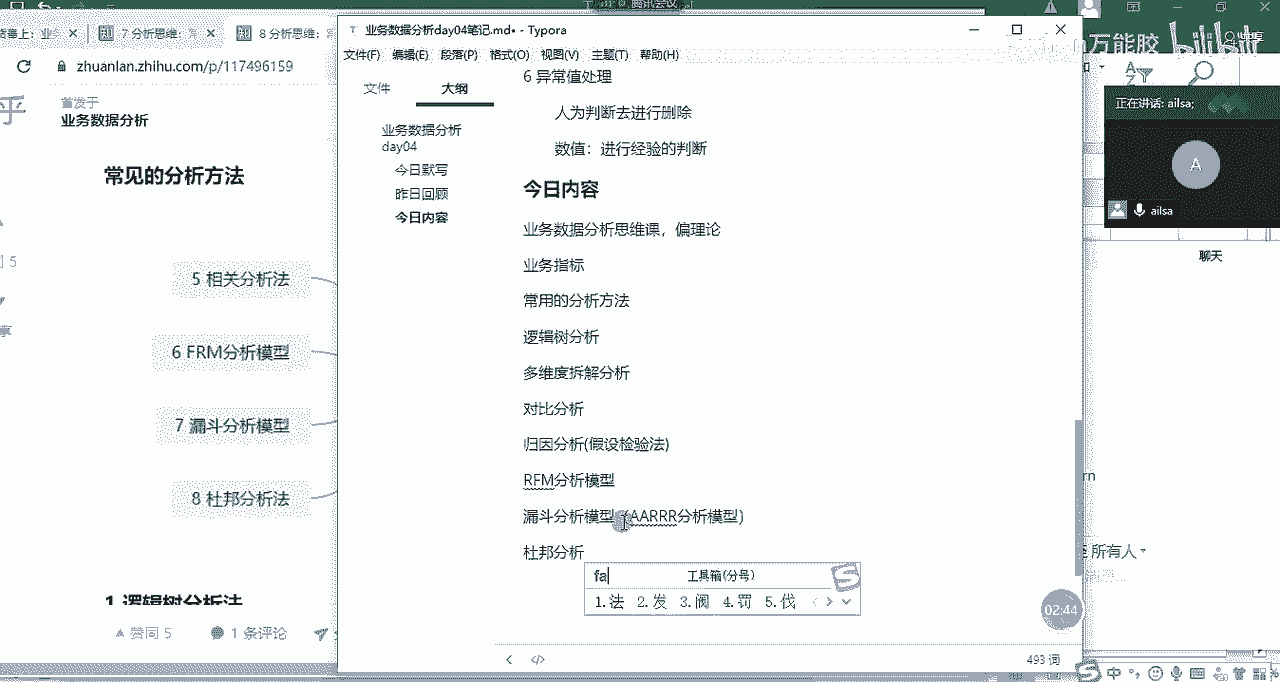 腾讯会议
7 分析思维：
8 分析思维：
zhuanlan.zhihu.com/p/117496159
首发于
业务数据分析
常见的分析方法
5 相关分析法
6 FRM分析模型
7 漏斗分析模型
8 杜邦分析法
1 逻辑树分析法
赞同 5
1 条评论
业务数据分析day04笔记.md• - Typora
文件(F) 编辑(E) 段落(P) 格式(O) 视图(V) 主题(T) 帮助(H)
文件
大纲
业务数据分析
day04
今日默写
昨日回顾
今日内容
6 异常值处理
人为判断去进行删除
数值：进行经验的判断
今日内容
业务数据分析思维课，偏理论
业务指标
常用的分析方法
逻辑树分析
多维度拆解分析
对比分析
归因分析(假设检验法)
RFM分析模型
漏斗分析模型（AARRR分析模型）
杜邦分析
fa
工具箱(分号)
1.法 2.发 3.阀 4.罚 5.伐
493 词
万能胶
bilibili
正在讲话: ailsa;
A
ailsa
聊天
所有人
02:44
中